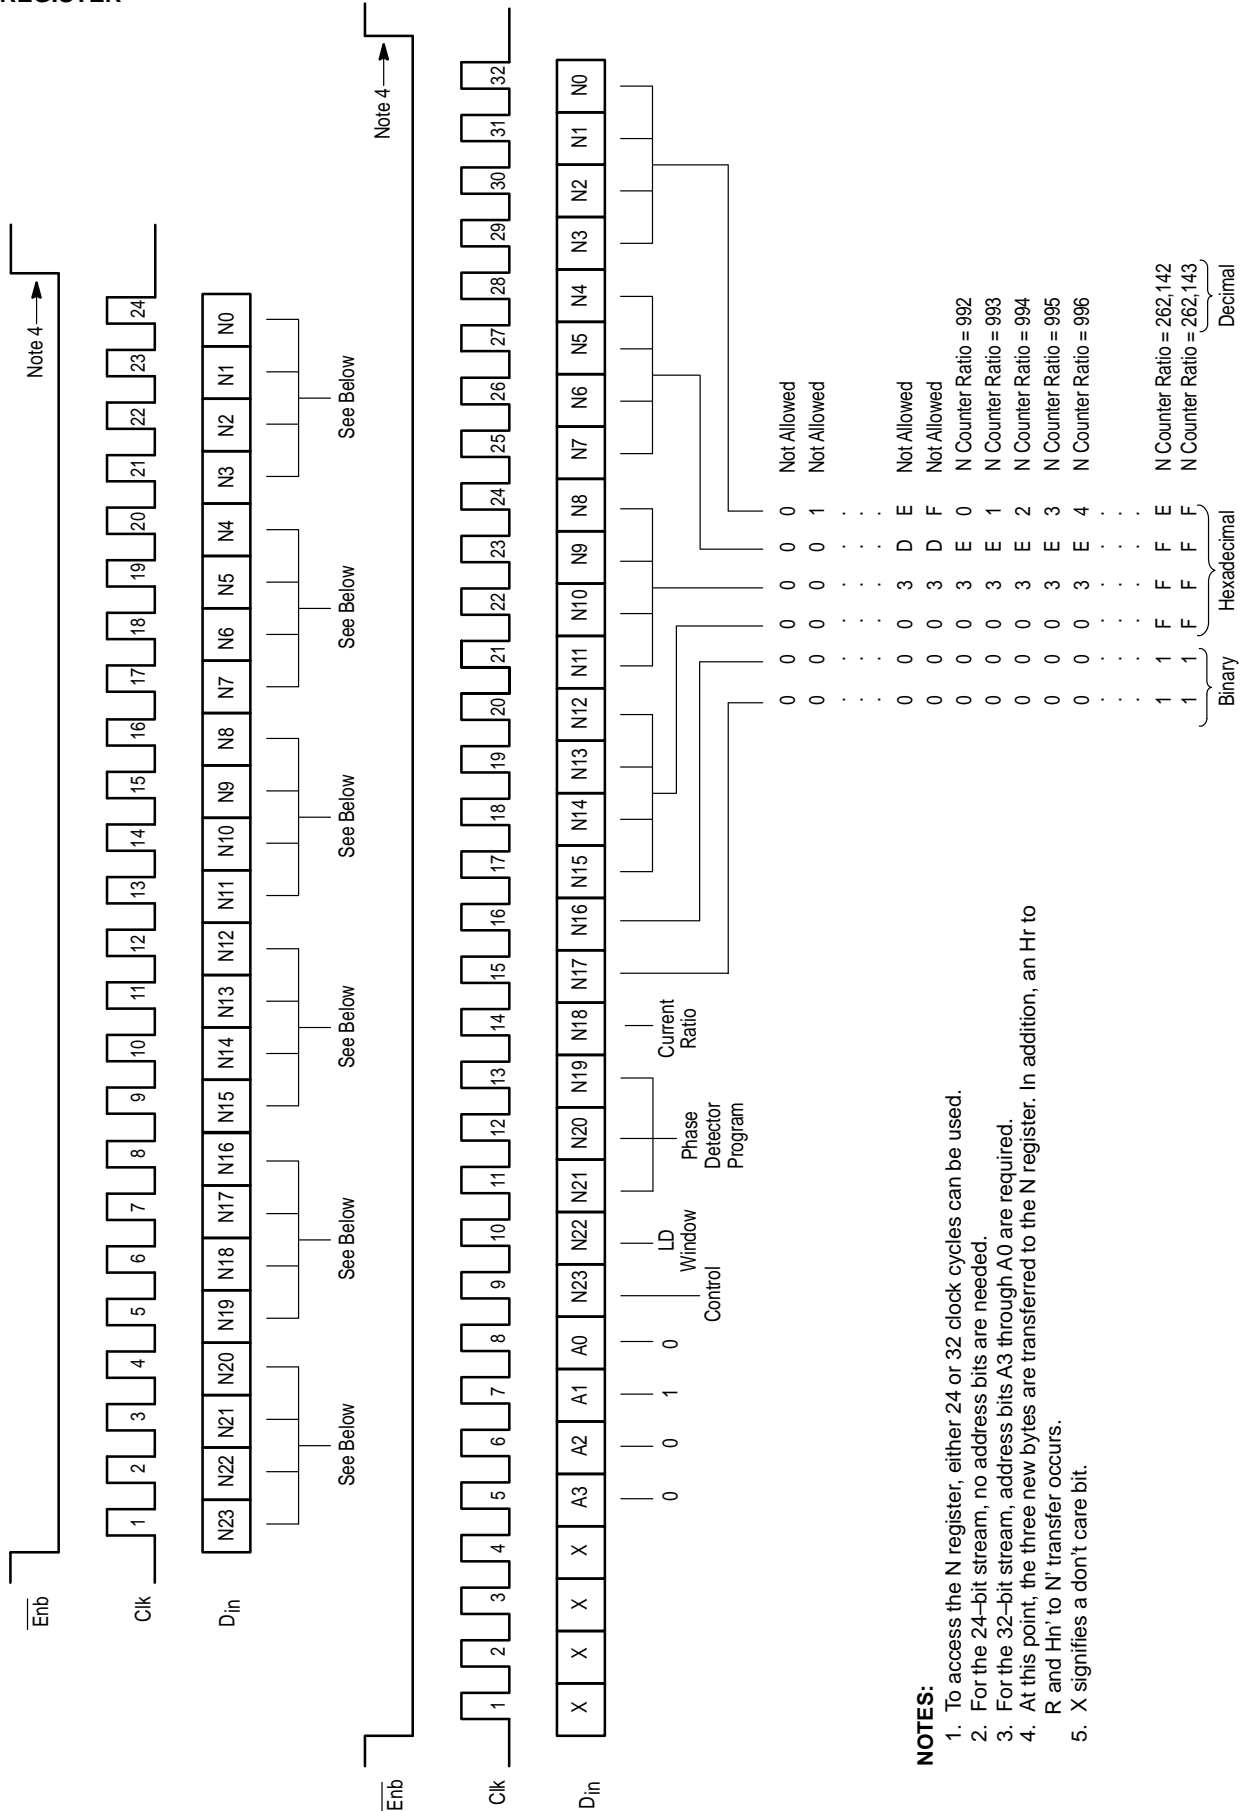 REGISTER
Enb
Note 4
Clk
1 2 3 4 5 6 7 8 9 10 11 12 13 14 15 16 17 18 19 20 21 22 23 24
Din
N23 N22 N21 N20 N19 N18 N17 N16 N15 N14 N13 N12 N11 N10 N9 N8 N7 N6 N5 N4 N3 N2 N1 N0
See Below See Below See Below See Below See Below See Below
Enb
Note 4
Clk
1 2 3 4 5 6 7 8 9 10 11 12 13 14 15 16 17 18 19 20 21 22 23 24 25 26 27 28 29 30 31 32
Din
X X X X A3 A2 A1 A0 N23 N22 N21 N20 N19 N18 N17 N16 N15 N14 N13 N12 N11 N10 N9 N8 N7 N6 N5 N4 N3 N2 N1 N0
0 0 1 0
Control
LD
Window
Phase
Detector
Program
Current
Ratio
0 0 0 0 0 0 Not Allowed
0 0 0 0 0 1 Not Allowed
. . . . . .
. . . . . .
. . . . . .
0 0 0 3 D E Not Allowed
0 0 0 3 D F Not Allowed
0 0 0 3 E 0 N Counter Ratio = 992
0 0 0 3 E 1 N Counter Ratio = 993
0 0 0 3 E 2 N Counter Ratio = 994
0 0 0 3 E 3 N Counter Ratio = 995
0 0 0 3 E 4 N Counter Ratio = 996
. . . . . .
. . . . . .
. . . . . .
1 1 F F F E N Counter Ratio = 262,142
1 1 F F F F N Counter Ratio = 262,143
Binary Hexadecimal Decimal
NOTES:
1. To access the N register, either 24 or 32 clock cycles can be used.
2. For the 24–bit stream, no address bits are needed.
3. For the 32–bit stream, address bits A3 through A0 are required.
4. At this point, the three new bytes are transferred to the N register. In addition, an Hr to
R and Hn' to N' transfer occurs.
5. X signifies a don't care bit.